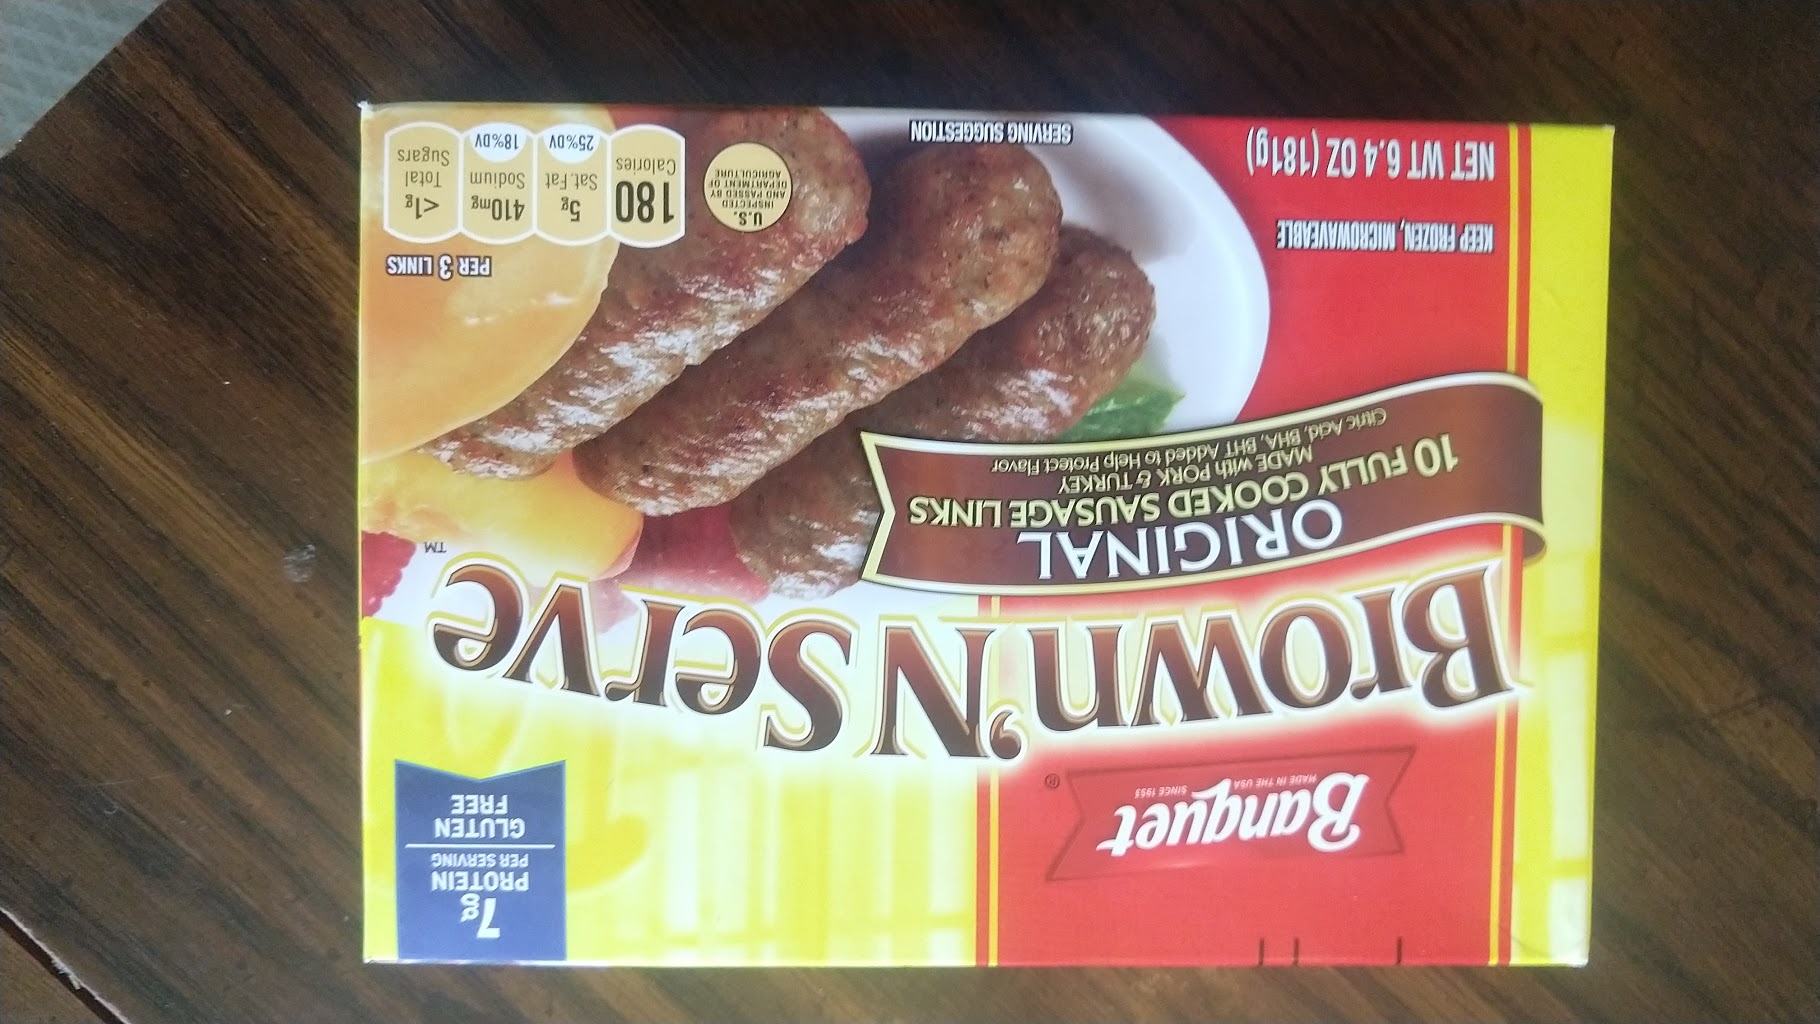 7g
PROTEIN
PER SERVING
GLUTEN
FREE
Banquet
MADE IN THE USA SINCE 1953
®
Brown'N Serve
TM
ORIGINAL
10 FULLY COOKED SAUSAGE LINKS
MADE with PORK & TURKEY
Citric Acid, BHA, BHT Added to Help Protect Flavor
KEEP FROZEN, MICROWAVEABLE
NET WT 6.4 OZ (181g)
SERVING SUGGESTION
U.S.
INSPECTED
AND PASSED BY
DEPARTMENT OF
AGRICULTURE
PER 3 LINKS
180
Calories
5g
Sat. Fat
25% DV
410mg
Sodium
18% DV
<1g
Total
Sugars